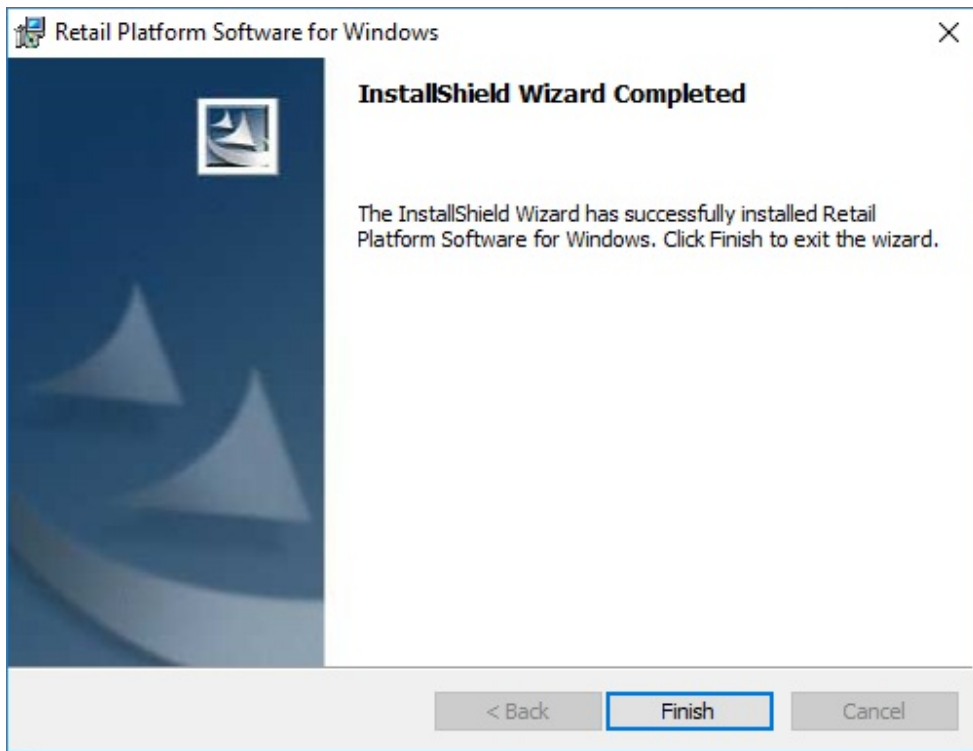 Retail Platform Software for Windows
InstallShield Wizard Completed
The InstallShield Wizard has successfully installed Retail
Platform Software for Windows. Click Finish to exit the wizard.
< Back
Finish
Cancel